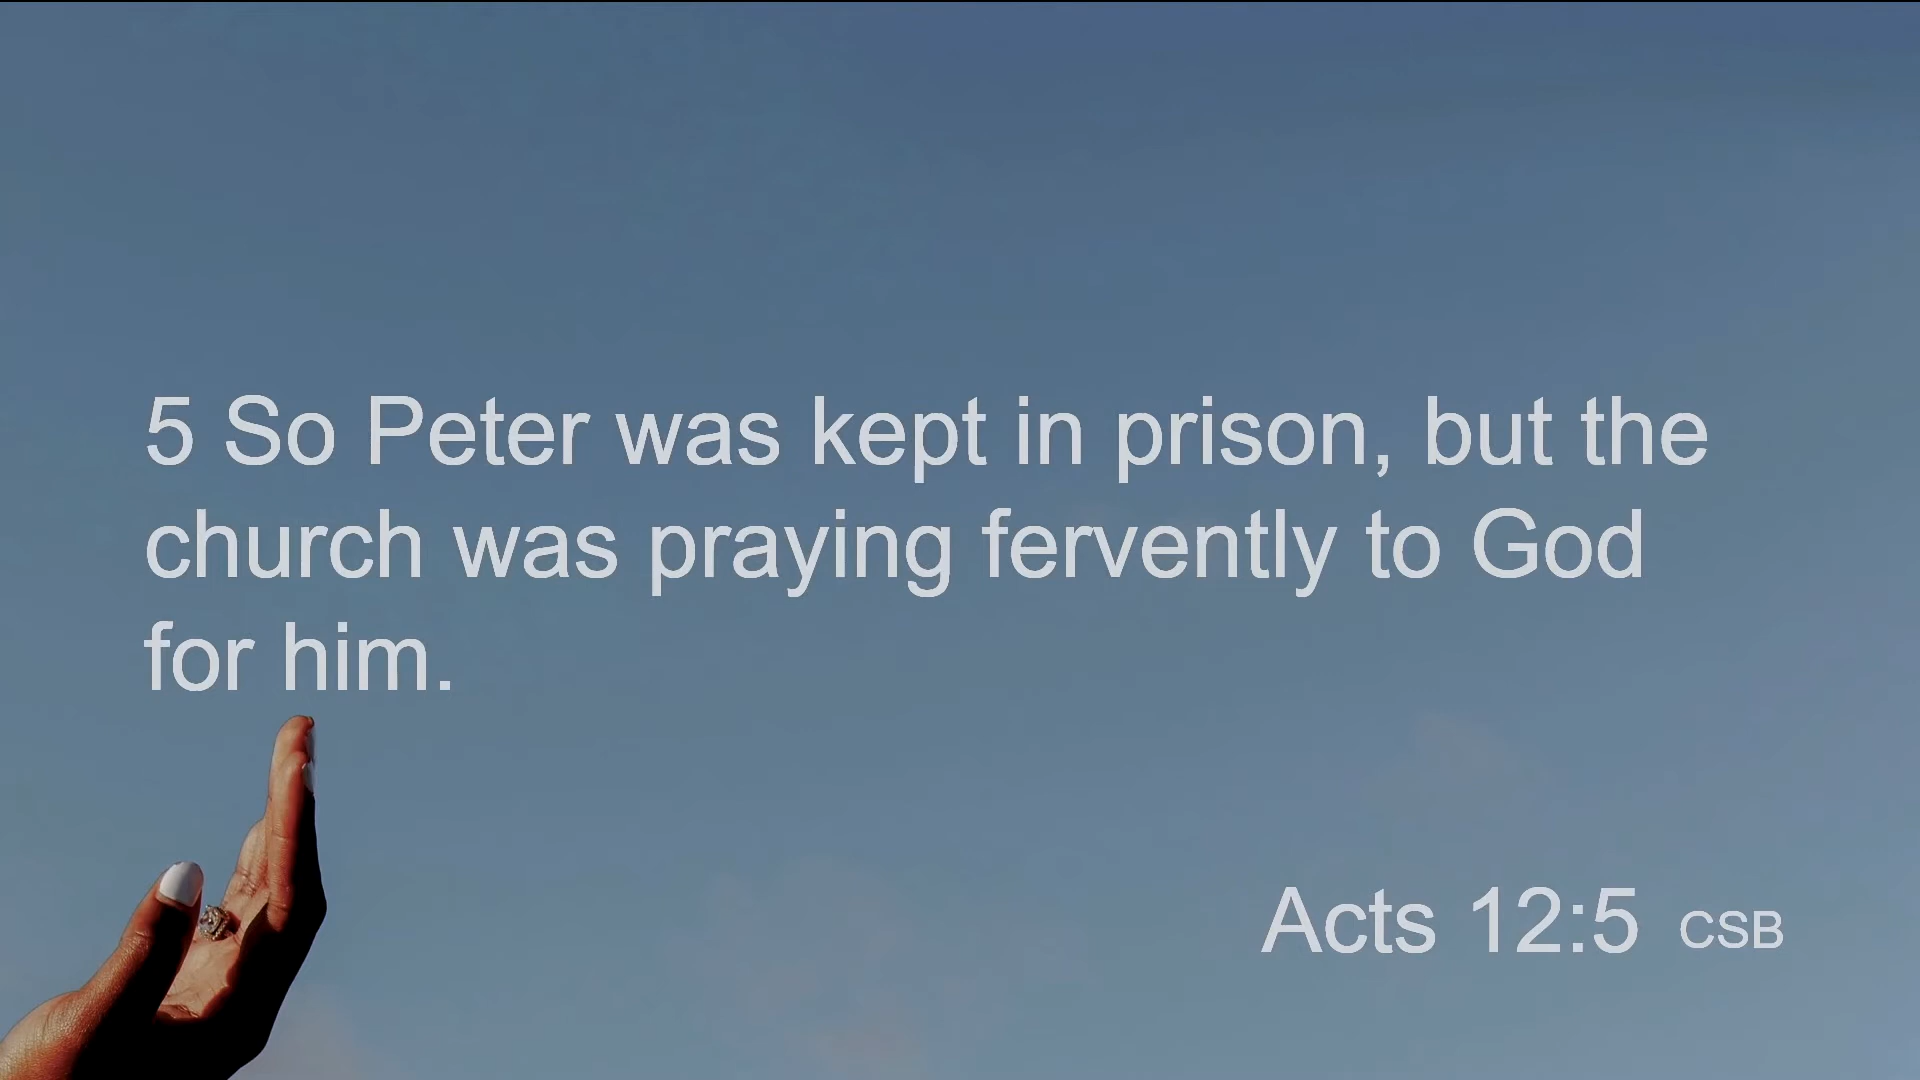 5 So Peter was kept in prison, but the
church was praying fervently to God
for him.
Acts 12:5 CSB